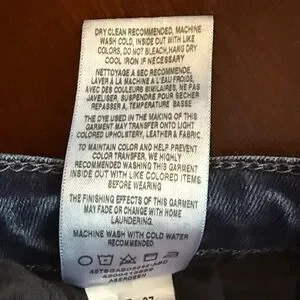 DRY CLEAN RECOMMENDED, MACHINE
WASH COLD, INSIDE OUT WITH LIKE
COLORS, DO NOT BLEACH, HANG DRY
COOL IRON IF NECESSARY
NETTOYAGE A SEC RECOMMENDE,
LAVER A LA MACHINE A L'EAU FROIDE,
AVEC DES COULEURS SIMILAIRES, NE PAS
JAVELISER, SUSPENDRE POUR SECHER
REPASSER A, TEMPERATURE BASSE
THE DYE USED IN THE MAKING OF THIS
GARMENT MAY TRANSFER ONTO LIGHT
COLORED UPHOLSTERY, LEATHER & FABRIC.
TO MAINTAIN COLOR AND HELP PREVENT
COLOR TRANSFER, WE HIGHLY
RECOMMENDED WASHING THIS GARMENT
INSIDE OUT WITH LIKE COLORED ITEMS
BEFORE WEARING
THE FINISHING EFFECTS OF THIS GARMENT
MAY FADE OR CHANGE WITH HOME
LAUNDERING.
MACHINE WASH WITH COLD WATER
RECOMMENDED
ABERDEEN